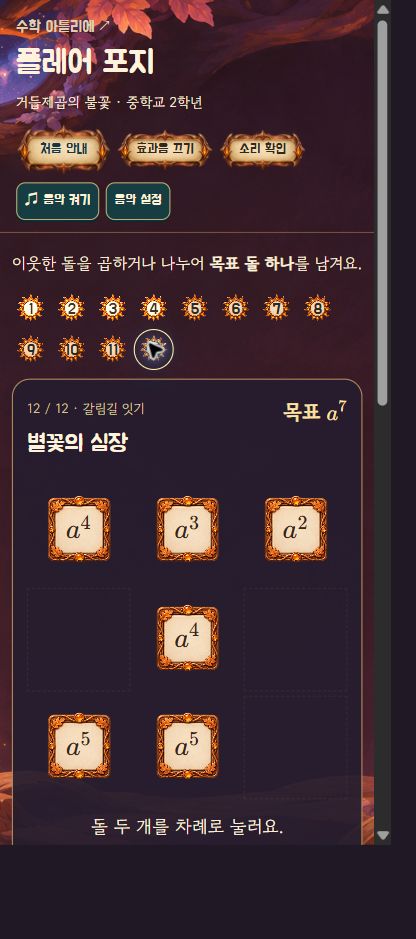 수학 아틀리에 ↗
플레어 포지
거듭제곱의 불꽃 · 중학교 2학년
처음 안내 효과음 끄기 소리 확인
♫ 음악 켜기 음악 설정
이웃한 돌을 곱하거나 나누어 목표 돌 하나를 남겨요.
1 2 3 4 5 6 7 8
9 10 11
12 / 12 · 갈림길 잇기 목표 a⁷
별꽃의 심장
a⁴ a³ a²
a⁴
a⁵ a⁵
돌 두 개를 차례로 눌러요.